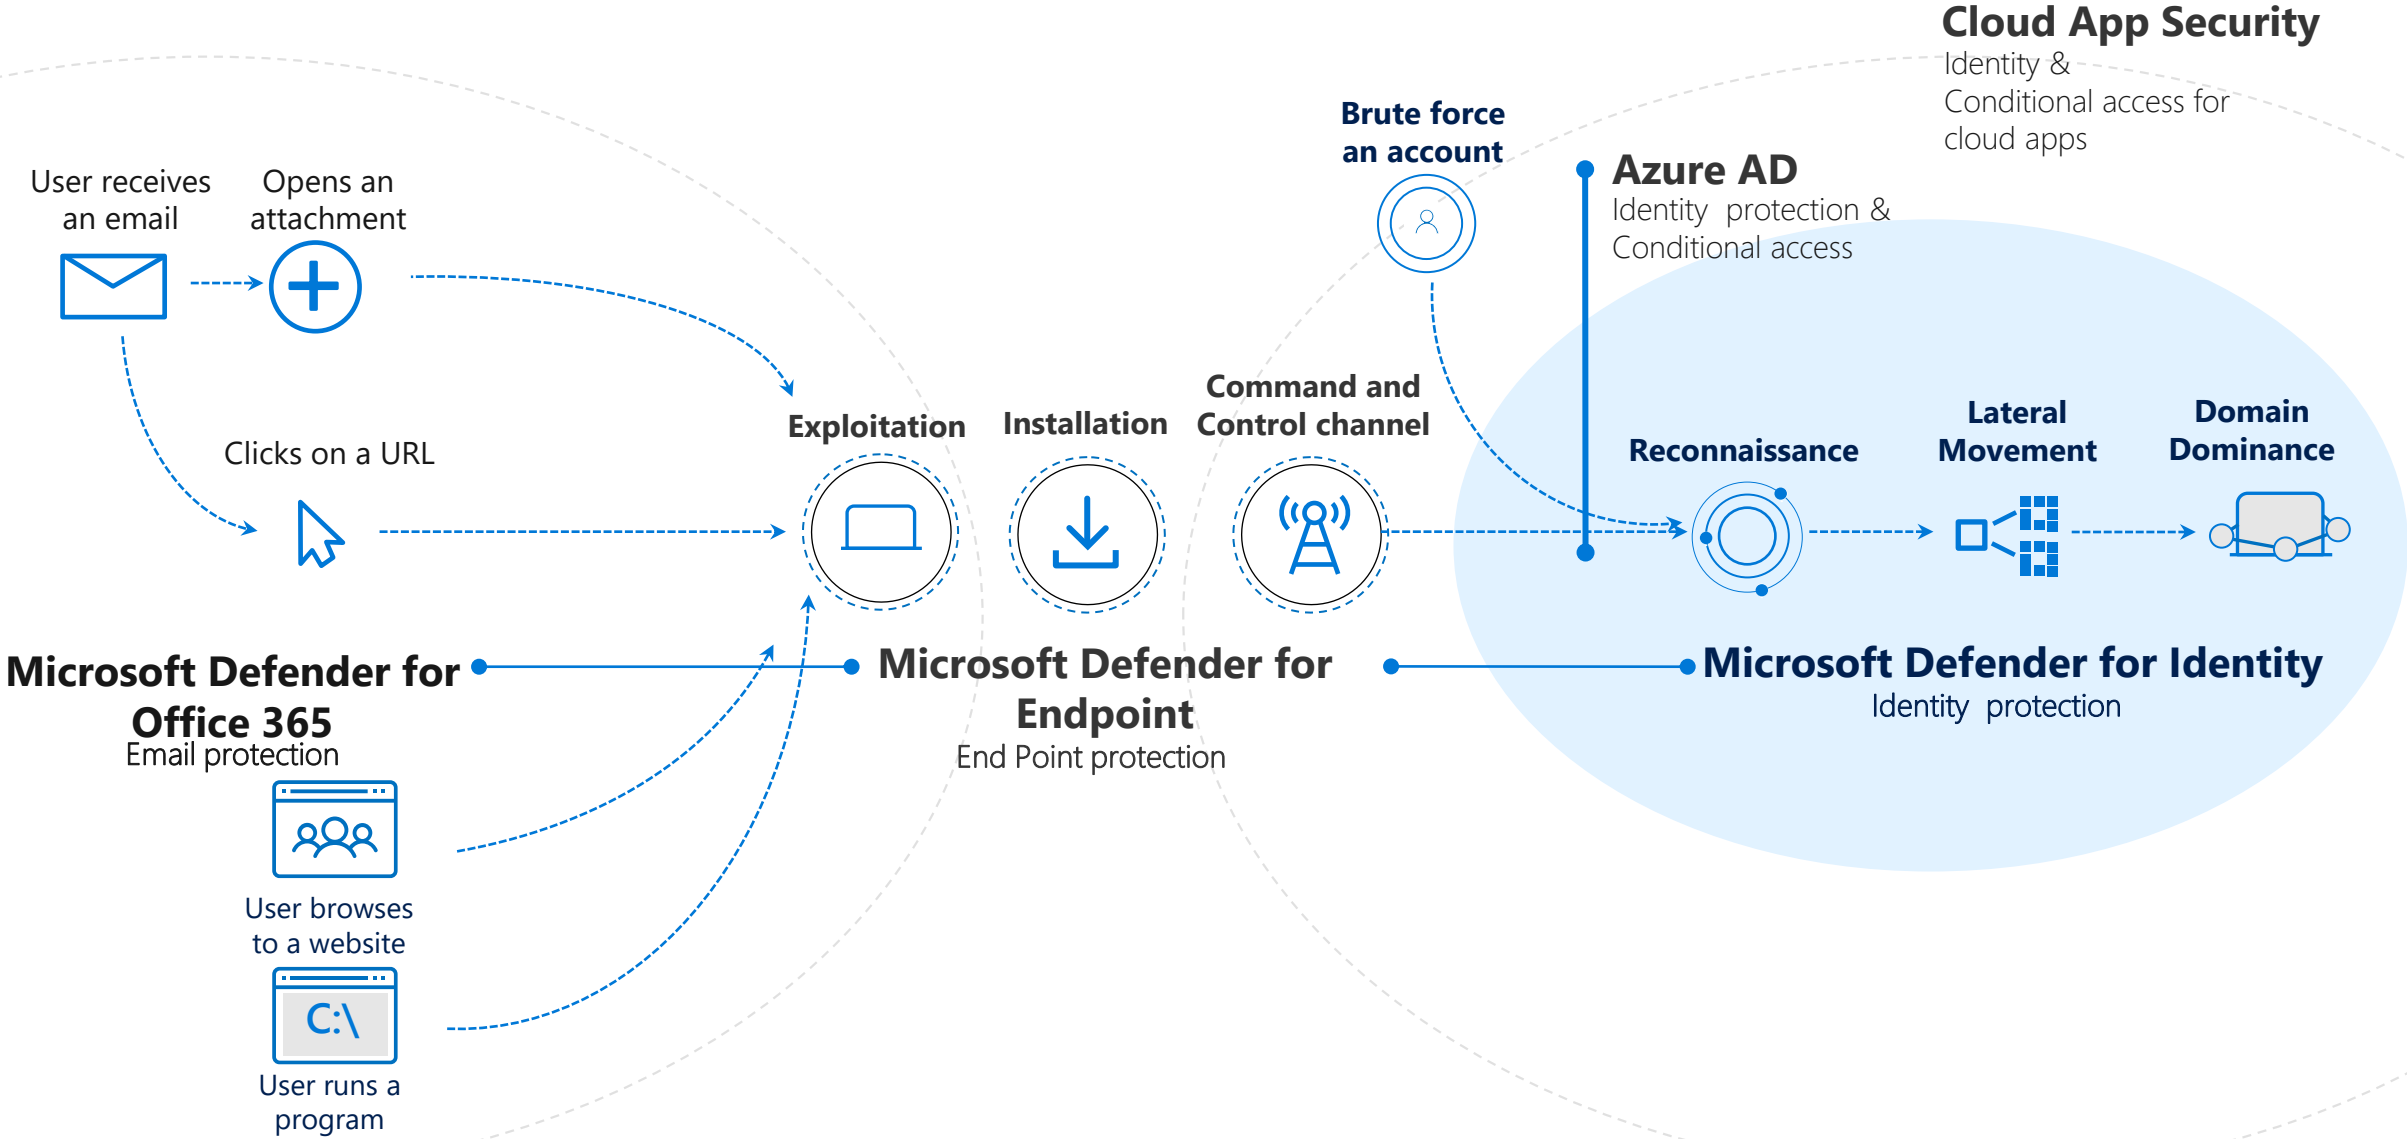 Cloud App Security
Identity &
Conditional access for
cloud apps
Brute force
an account
Azure AD
Identity protection &
Conditional access
User receives
an email
Opens an
attachment
Clicks on a URL
Exploitation
Installation
Command and
Control channel
Reconnaissance
Lateral
Movement
Domain
Dominance
Microsoft Defender for
Office 365
Email protection
Microsoft Defender for
Endpoint
End Point protection
Microsoft Defender for Identity
Identity protection
User browses
to a website
C:\
User runs a
program